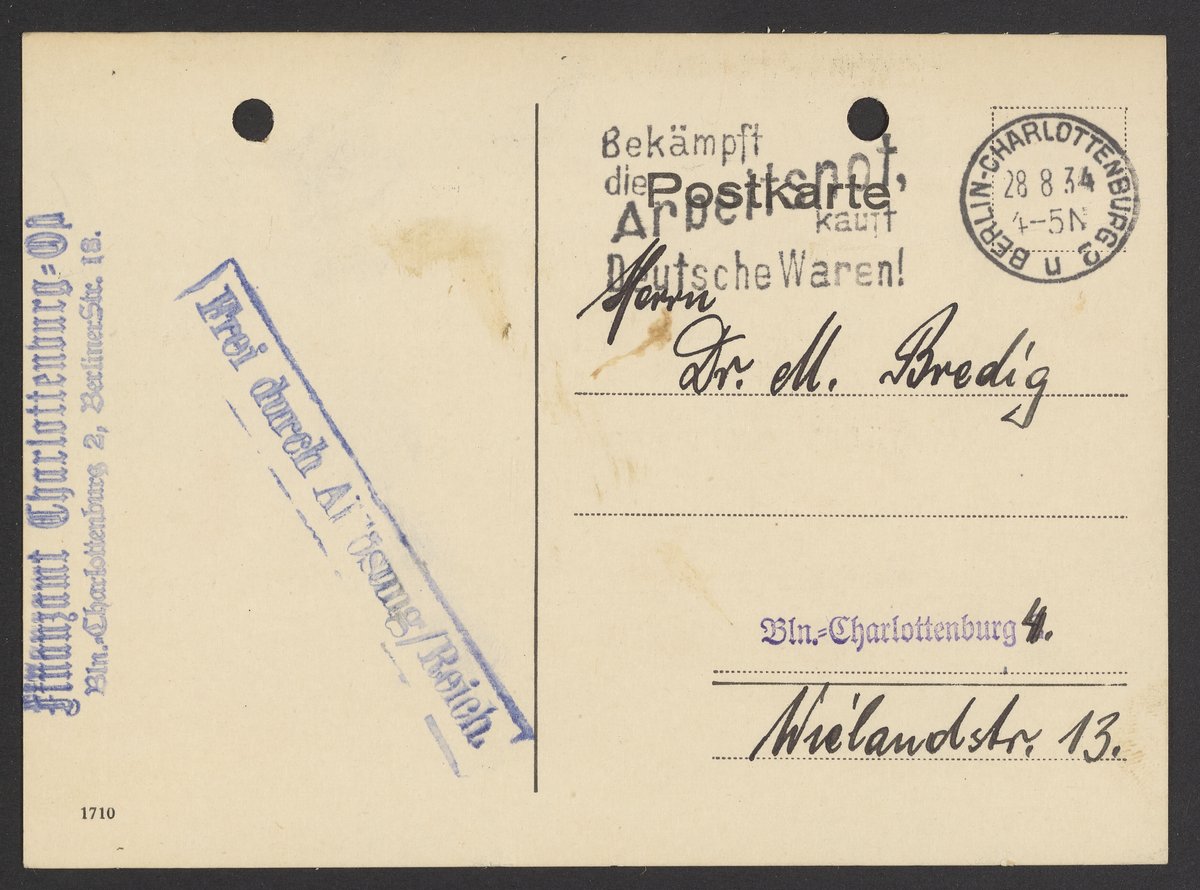 Finanzamt Charlottenburg=Ost
Bln.=Charlottenburg 2, Berliner Str. 18.
Frei durch Ablösung/Reich.
1710
Bekämpft
die Arbeitsnot,
kauft
Deutsche Waren!
Postkarte
BERLIN-CHARLOTTENBURG 2 n
28 8 34
4-5 N
Herrn
Dr. M. Bredig
Bln.=Charlottenburg 4.
Wielandstr. 13.